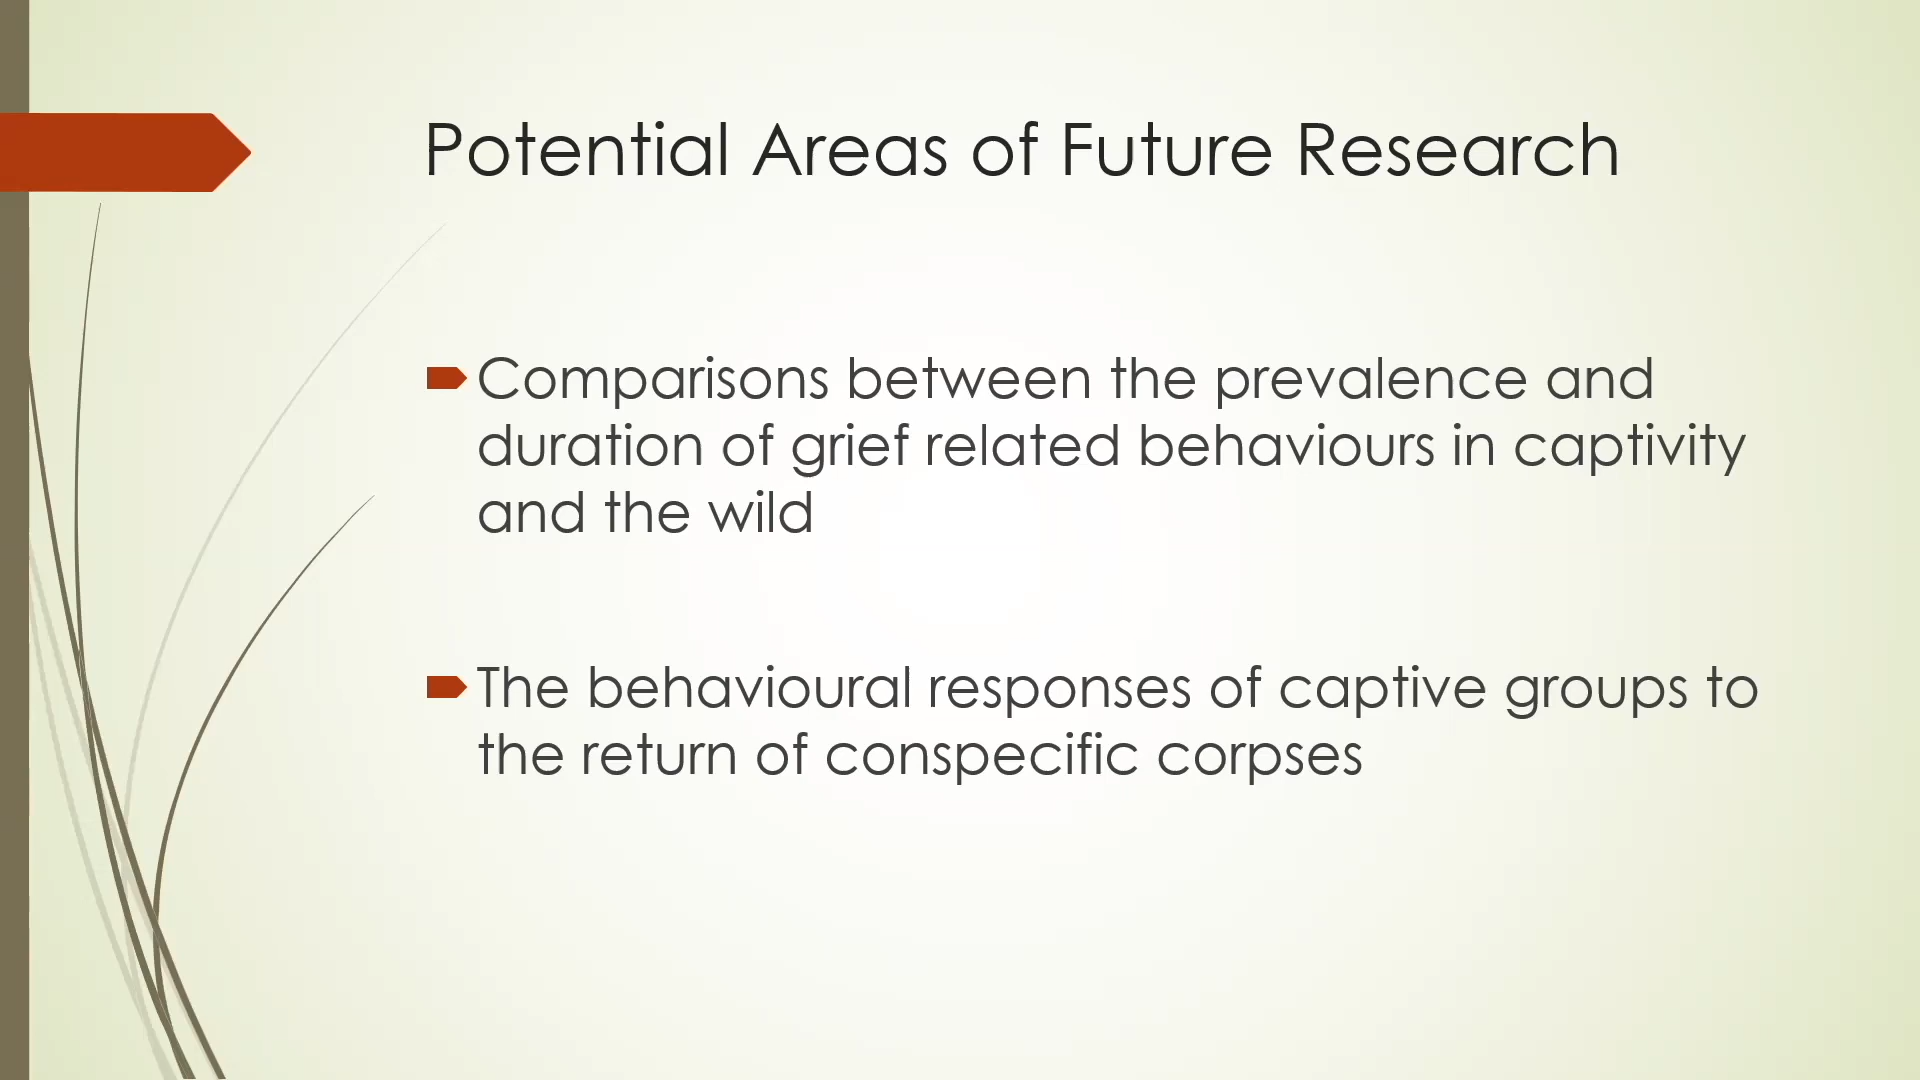 Potential Areas of Future Research
Comparisons between the prevalence and
duration of grief related behaviours in captivity
and the wild
The behavioural responses of captive groups to
the return of conspecific corpses